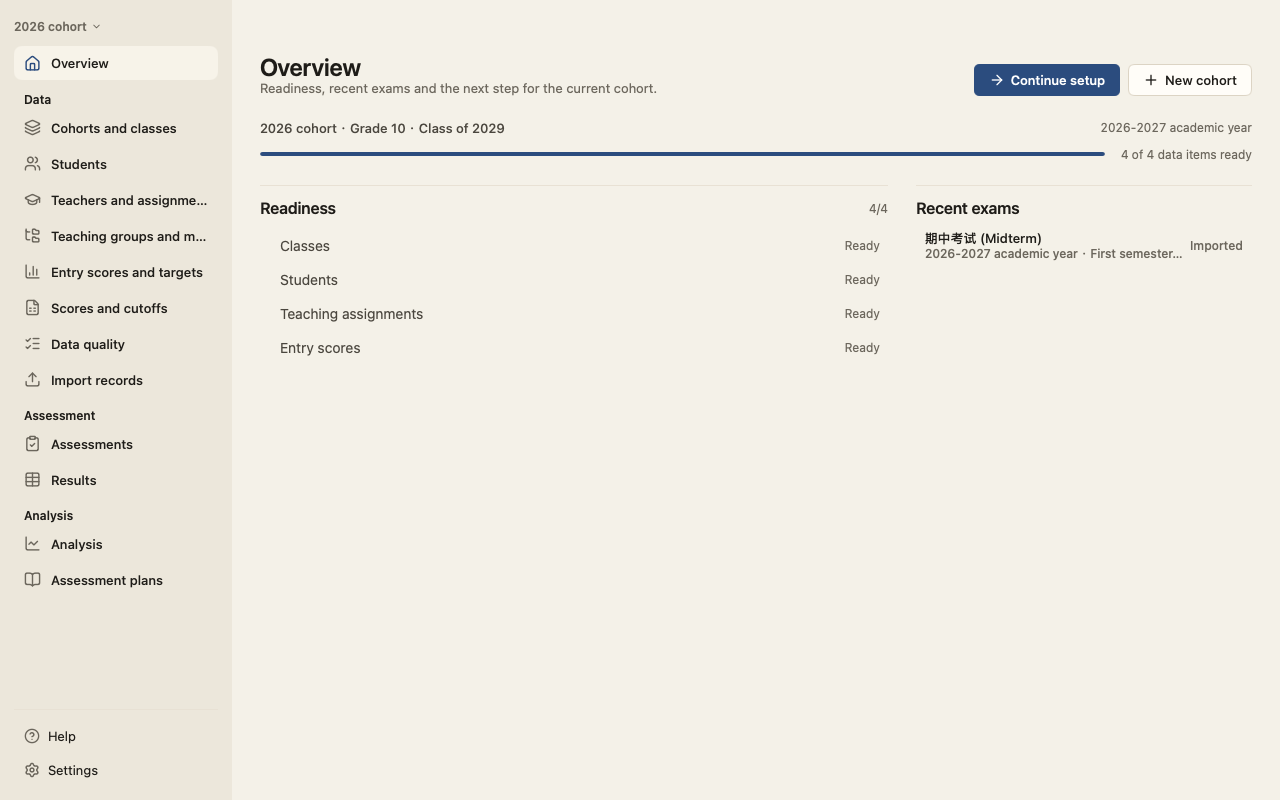 2026 cohort
Overview
Data
Cohorts and classes
Students
Teachers and assignme...
Teaching groups and m...
Entry scores and targets
Scores and cutoffs
Data quality
Import records
Assessment
Assessments
Results
Analysis
Analysis
Assessment plans
Help
Settings
Overview
Readiness, recent exams and the next step for the current cohort.
Continue setup
New cohort
2026 cohort · Grade 10 · Class of 2029
2026-2027 academic year
4 of 4 data items ready
Readiness
4/4
Classes
Ready
Students
Ready
Teaching assignments
Ready
Entry scores
Ready
Recent exams
期中考试 (Midterm)
2026-2027 academic year · First semester...
Imported